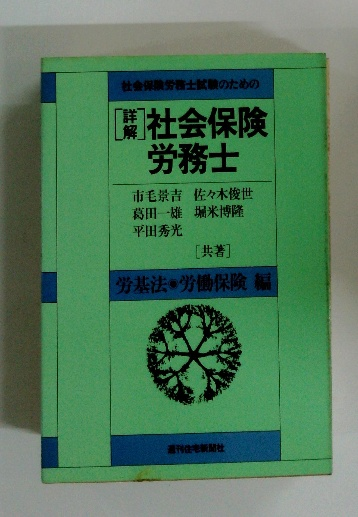 社会保険労務士試験のための
[詳解]社会保険
労務士
市毛景吉 佐々木俊世
葛田一雄 堀米博隆
平田秀光
[共著]
労基法●労働保険 編
週刊住宅新聞社